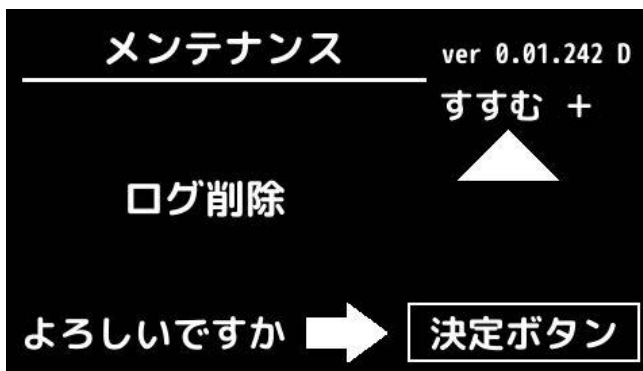 メンテナンス
ver 0.01.242 D
すすむ +
ログ削除
よろしいですか
決定ボタン